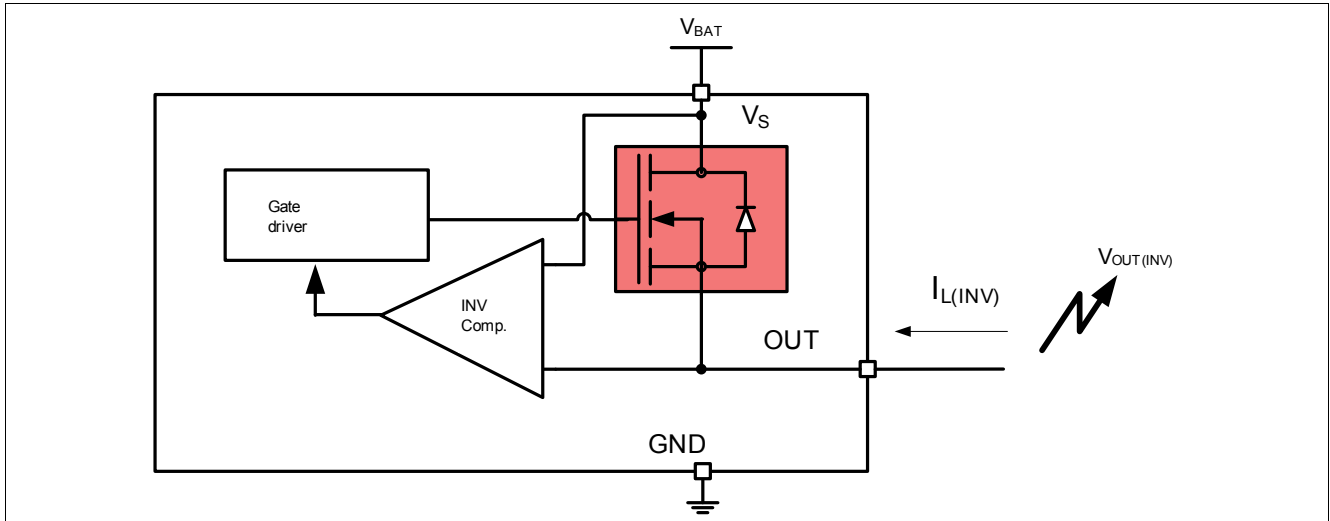 VBAT
VS
Gate
driver
INV
Comp.
IL(INV)
VOUT(INV)
OUT
GND